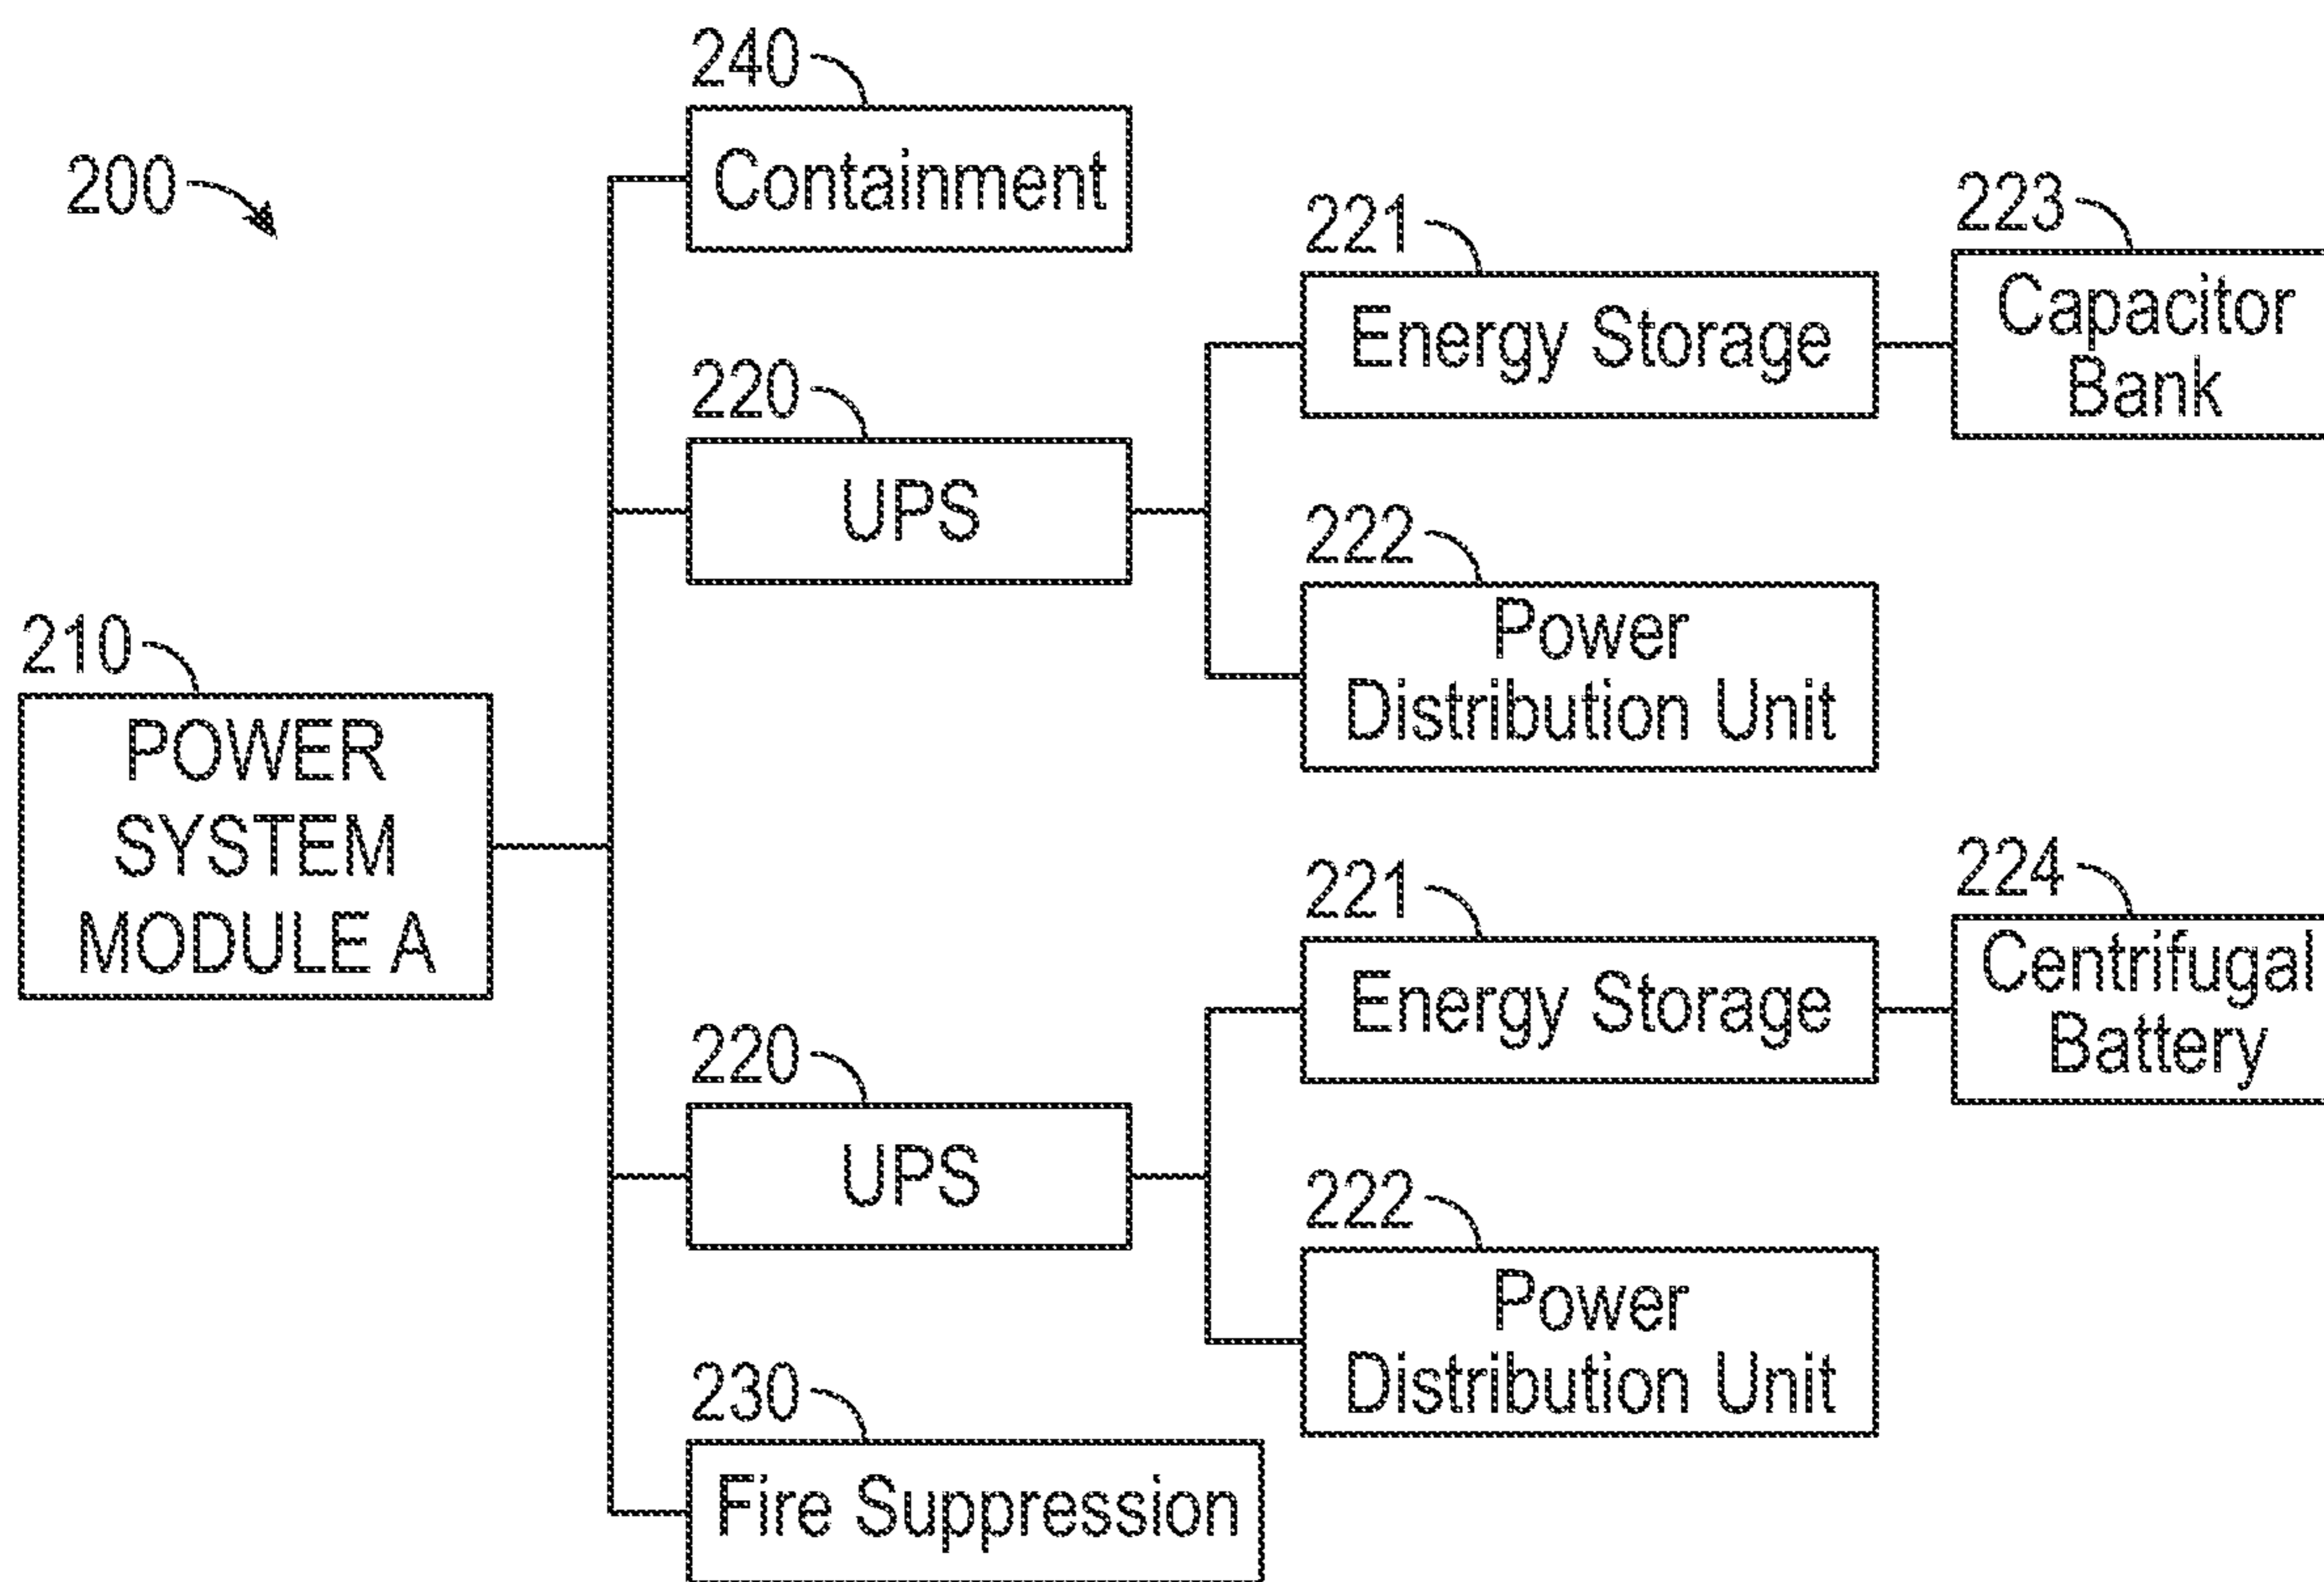 240
Containment
200
223
Capacitor
Bank
221
Energy Storage
220
UPS
222
Power
Distribution Unit
210
POWER
SYSTEM
MODULE A
221
Energy Storage
224
Centrifugal
Battery
220
UPS
222
Power
Distribution Unit
230
Fire Suppression